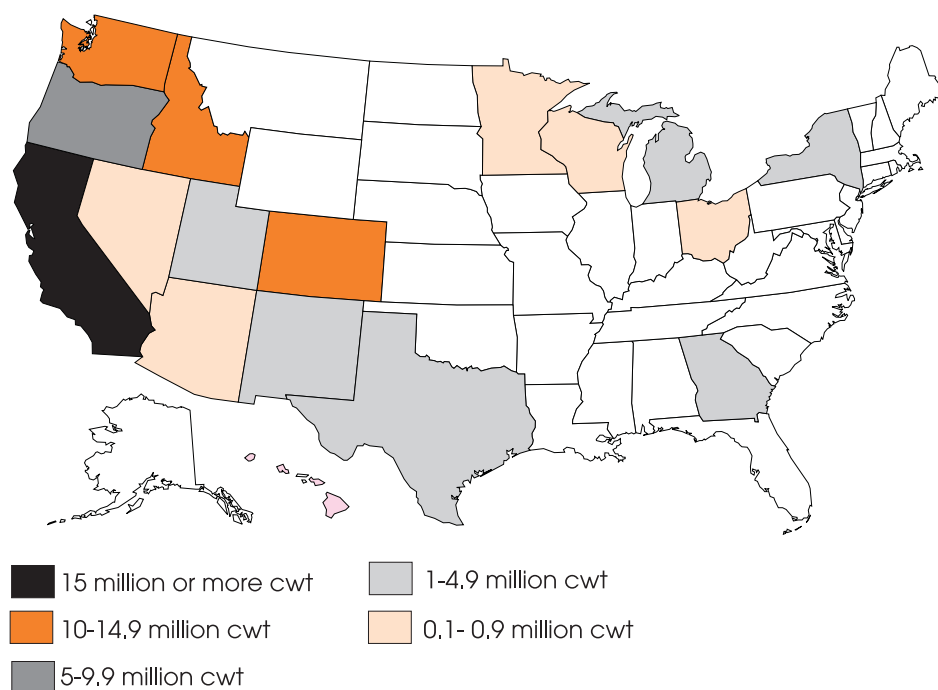 15 million or more cwt
10-14.9 million cwt
5-9.9 million cwt
1-4.9 million cwt
0.1- 0.9 million cwt